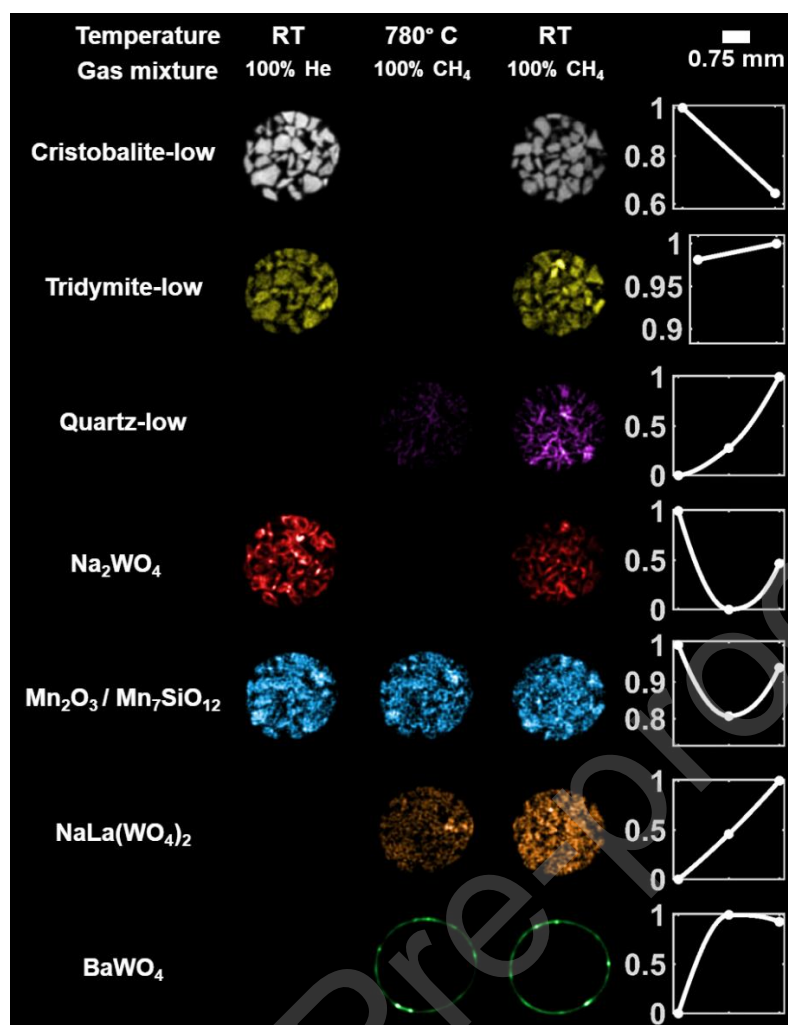 Temperature RT 780° C RT
Gas mixture 100% He 100% CH₄ 100% CH₄ 0.75 mm
Cristobalite-low 1 0.8 0.6
Tridymite-low 1 0.95 0.9
Quartz-low 1 0.5 0
Na₂WO₄ 1 0.5 0
Mn₂O₃ / Mn₇SiO₁₂ 1 0.9 0.8
NaLa(WO₄)₂ 1 0.5 0
BaWO₄ 1 0.5 0
Pre-proo